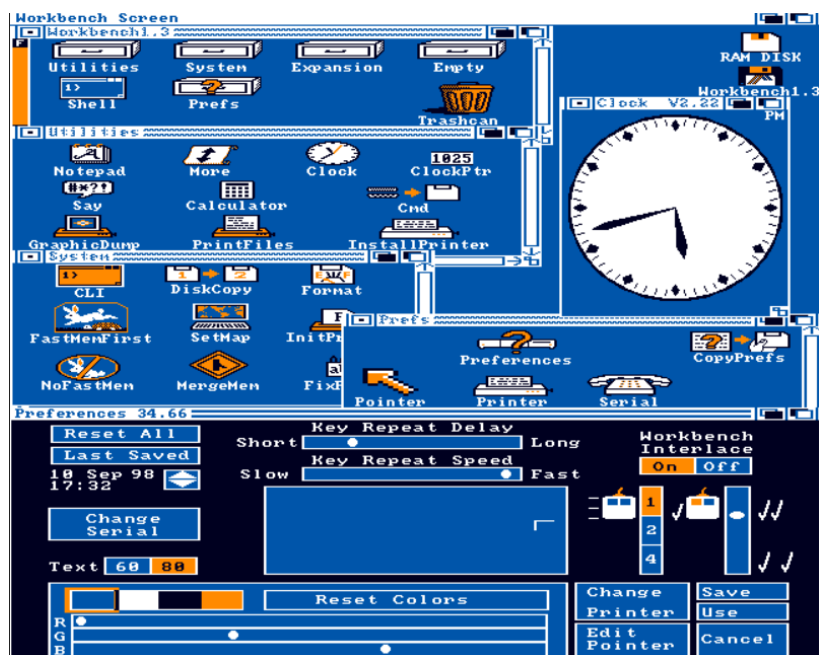 Workbench Screen
Workbench1.3
F
Utilities System Expansion Empty
1>
Shell Prefs
Trashcan
RAM DISK
Workbench1.3
Clock V2.22
PM
Utilities
Notepad More Clock ClockPtr
1025
#*?!
Say Calculator Cmd
GraphicDump PrintFiles InstallPrinter
System
1>
1 2
CLI DiskCopy Format
FastMemFirst SetMap
NoFastMem MergeMem
Prefs
Preferences CopyPrefs
Pointer Printer Serial
Preferences 34.66
Reset All
Last Saved
10 Sep 98
17:32
Change
Serial
Text 60 80
Key Repeat Delay
Short Long
Key Repeat Speed
Slow Fast
Workbench
Interlace
On Off
1
2
4
Reset Colors
R
G
B
Change
Printer
Edit
Pointer
Save
Use
Cancel